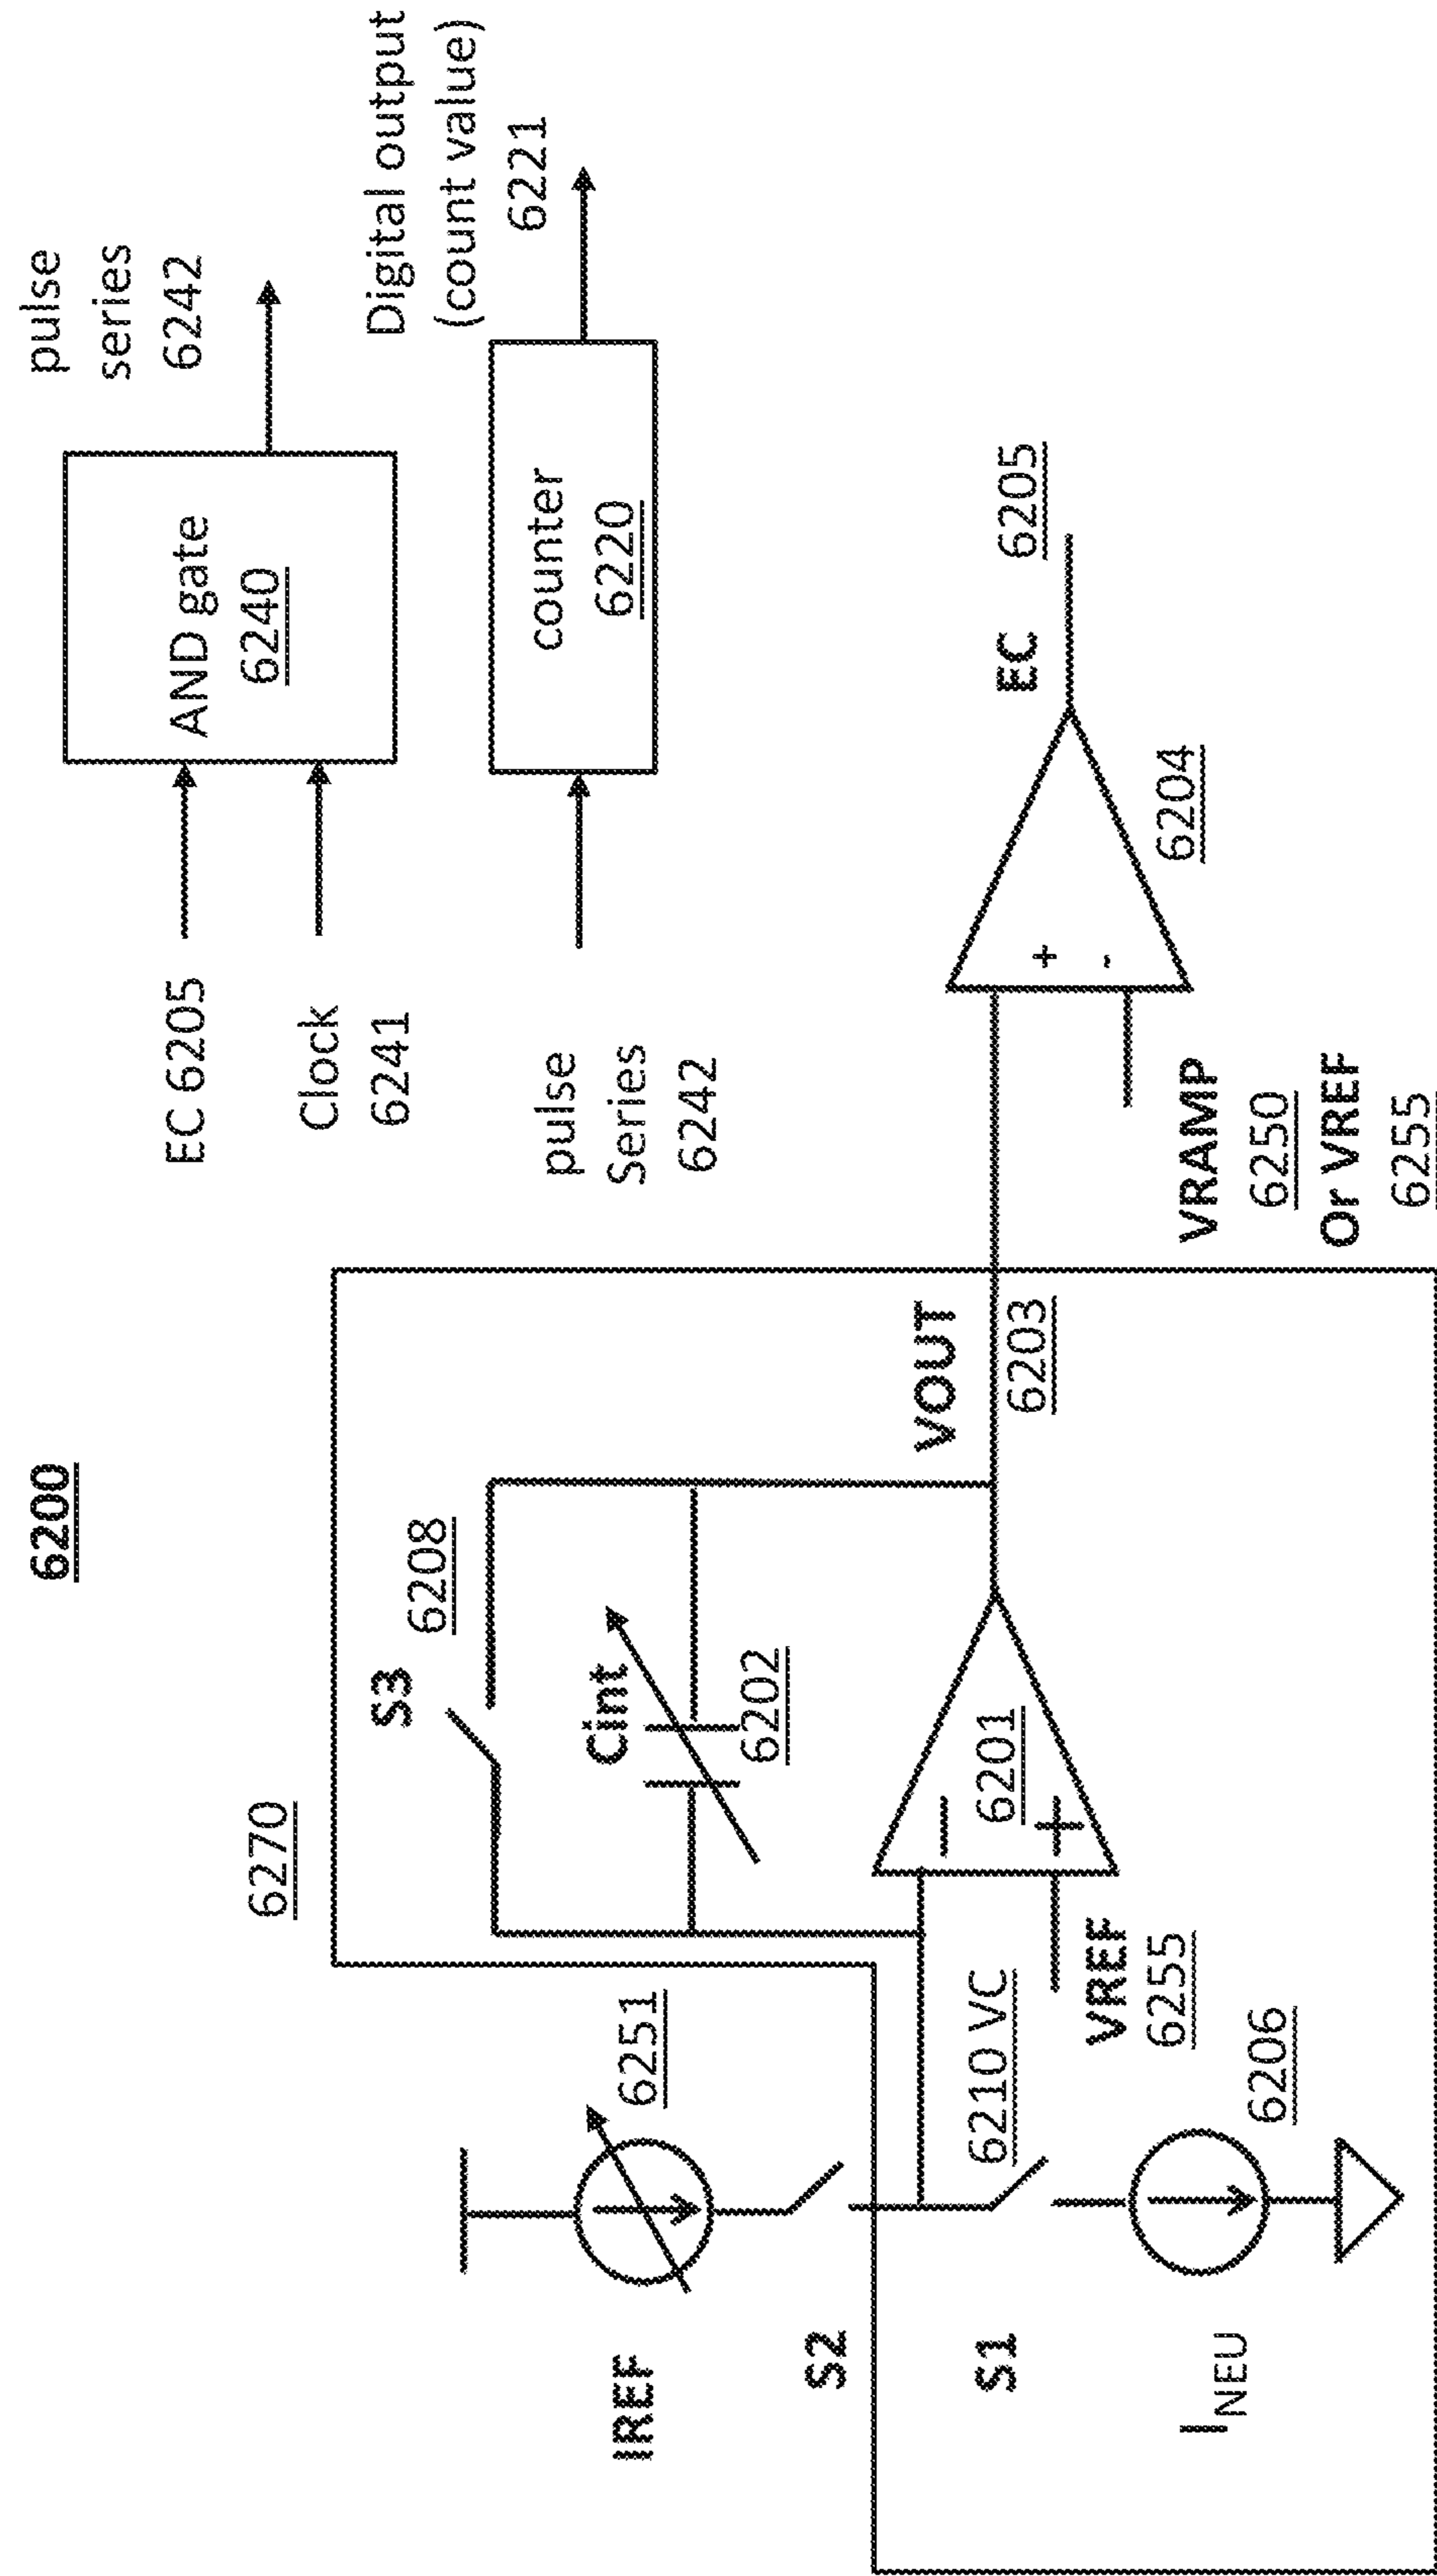 6200
6270
IREF
6251
S2
S1
I_NEU
6206
6210 VC
VREF
6255
S3
6208
Cint
6202
−
6201
+
VOUT
6203
VRAMP
6250
Or VREF
6255
+
-
6204
EC 6205
EC 6205
Clock
6241
AND gate
6240
pulse
series
6242
pulse
Series
6242
counter
6220
Digital output
(count value)
6221